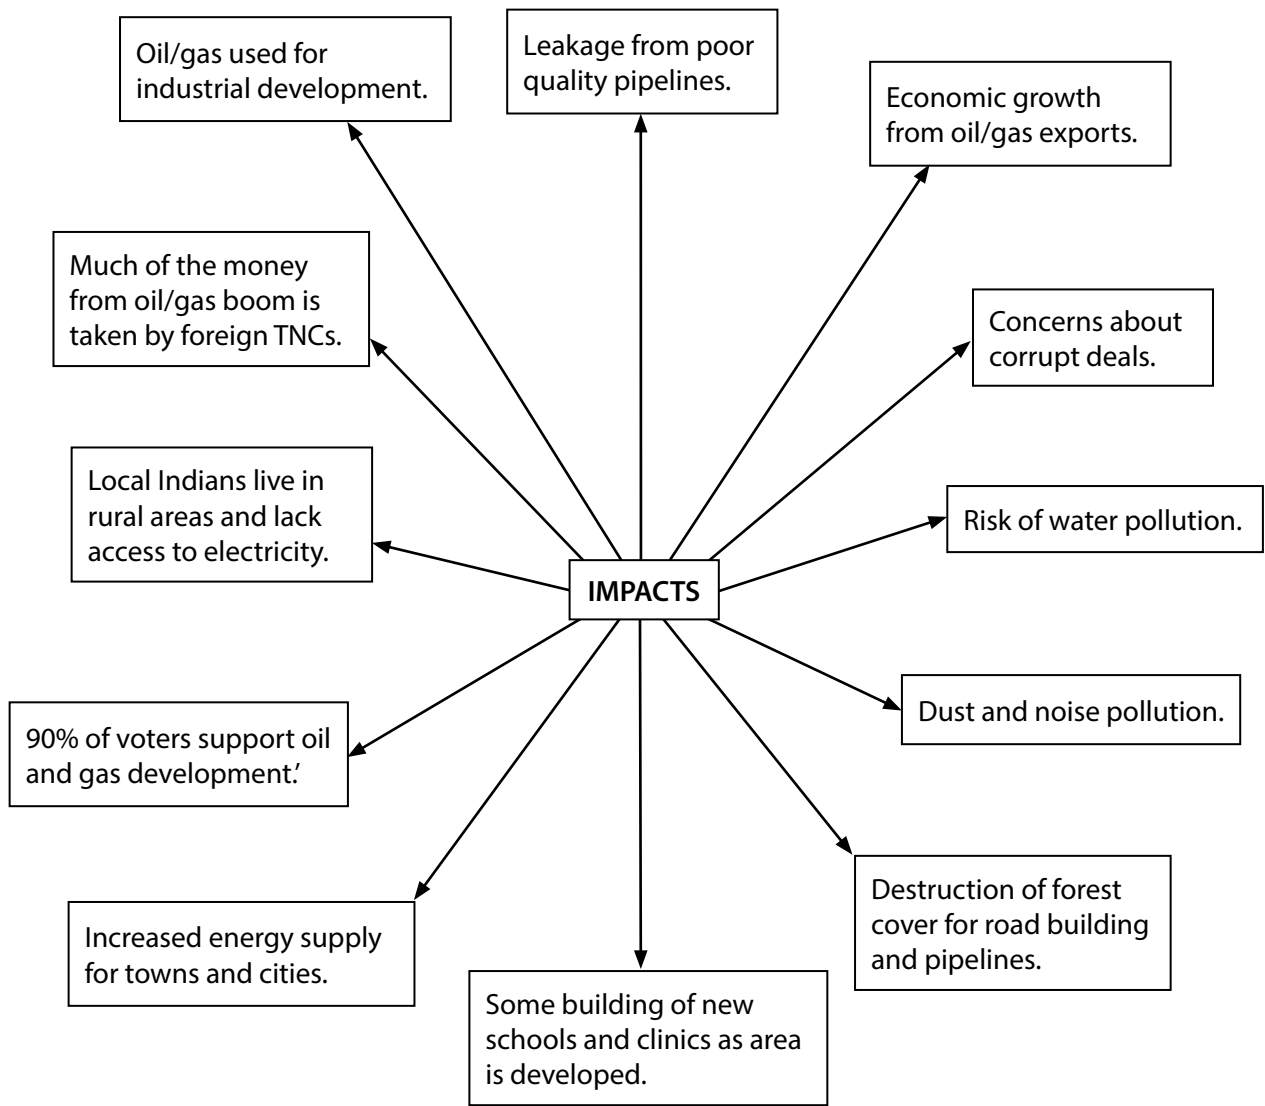 Oil/gas used for
industrial development.
Leakage from poor
quality pipelines.
Economic growth
from oil/gas exports.
Much of the money
from oil/gas boom is
taken by foreign TNCs.
Concerns about
corrupt deals.
Local Indians live in
rural areas and lack
access to electricity.
Risk of water pollution.
IMPACTS
90% of voters support oil
and gas development.’
Dust and noise pollution.
Increased energy supply
for towns and cities.
Some building of new
schools and clinics as area
is developed.
Destruction of forest
cover for road building
and pipelines.